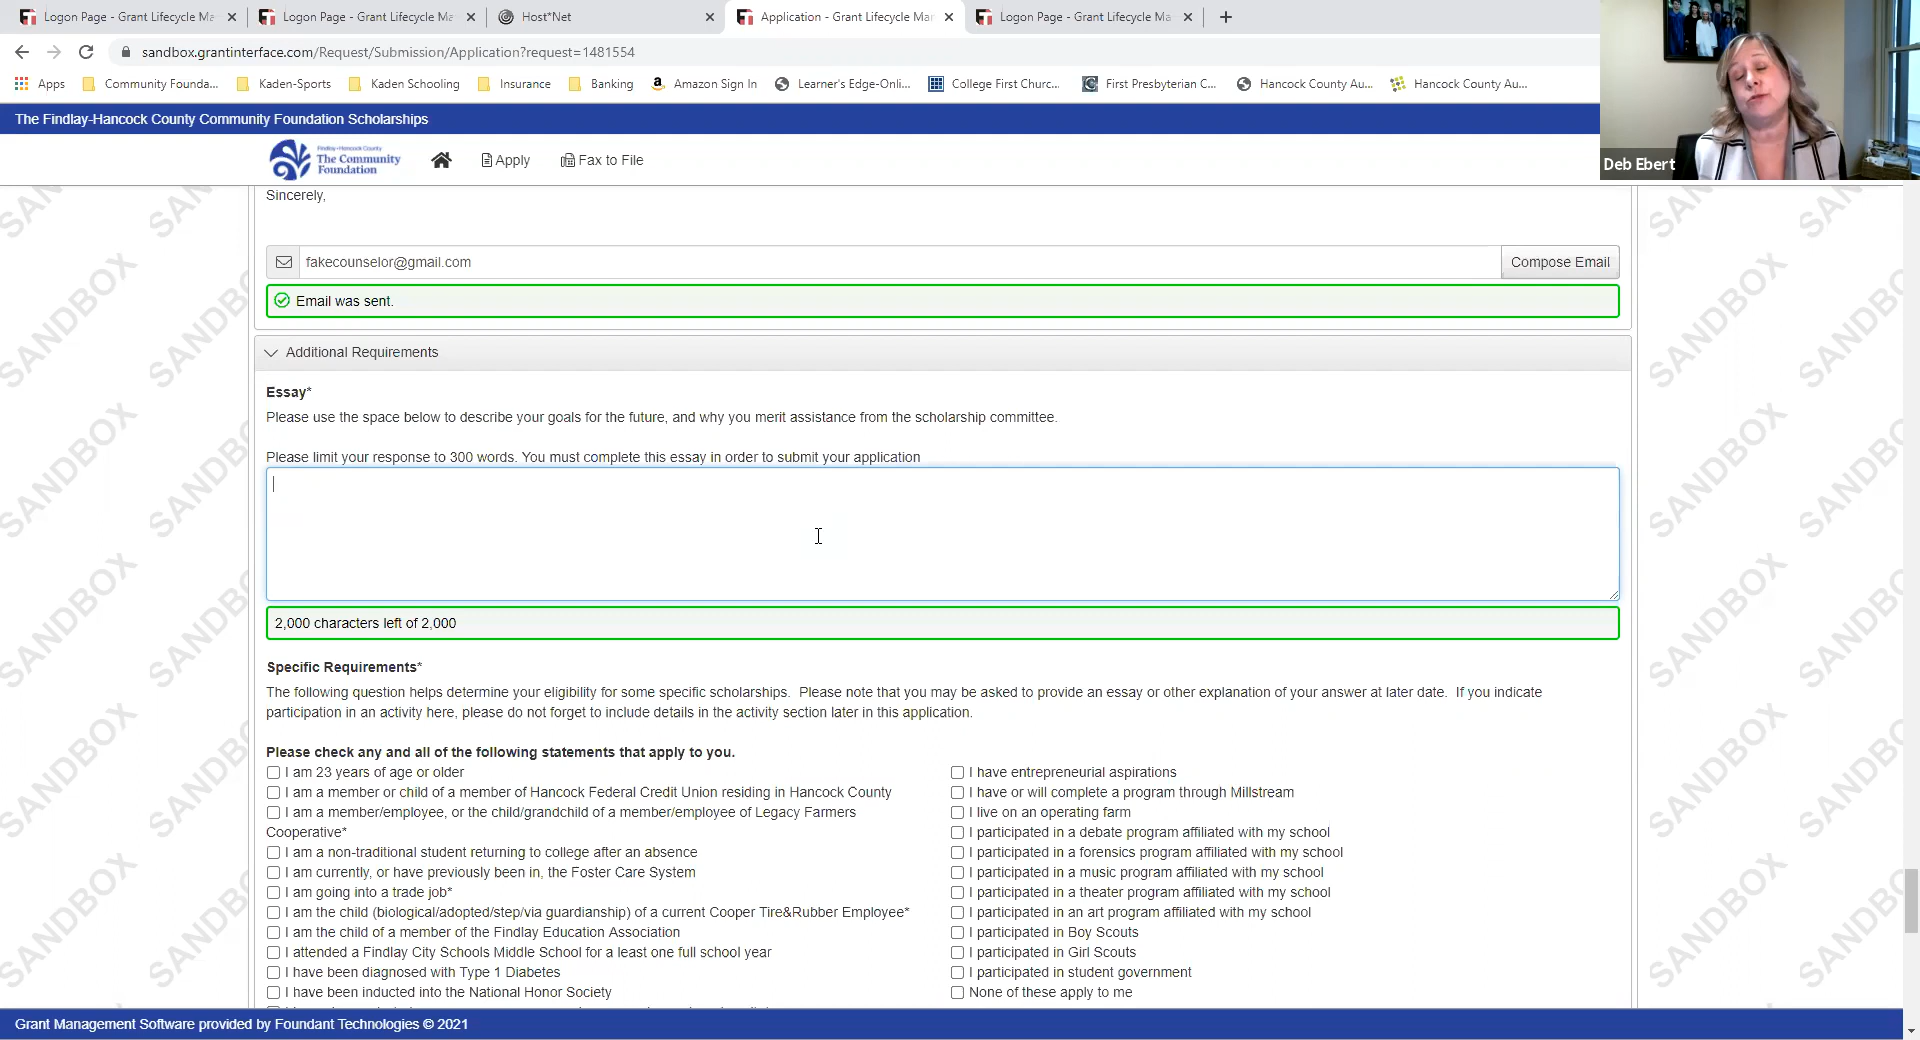 Logon Page - Grant Lifecycle Ma
Logon Page - Grant Lifecycle Ma
Host*Net
Application - Grant Lifecycle Mar
Logon Page - Grant Lifecycle Ma
sandbox.grantinterface.com/Request/Submission/Application?request=1481554
Apps
Community Founda...
Kaden-Sports
Kaden Schooling
Insurance
Banking
Amazon Sign In
Learner's Edge-Onli...
College First Churc...
First Presbyterian C...
Hancock County Au...
Hancock County Au...
Deb Ebert
The Findlay-Hancock County Community Foundation Scholarships
Findlay • Hancock County
The Community
Foundation
Apply
Fax to File
Sincerely,
fakecounselor@gmail.com
Compose Email
Email was sent.
Additional Requirements
Essay*
Please use the space below to describe your goals for the future, and why you merit assistance from the scholarship committee.
Please limit your response to 300 words. You must complete this essay in order to submit your application
2,000 characters left of 2,000
Specific Requirements*
The following question helps determine your eligibility for some specific scholarships. Please note that you may be asked to provide an essay or other explanation of your answer at later date. If you indicate
participation in an activity here, please do not forget to include details in the activity section later in this application.
Please check any and all of the following statements that apply to you.
I am 23 years of age or older
I am a member or child of a member of Hancock Federal Credit Union residing in Hancock County
I am a member/employee, or the child/grandchild of a member/employee of Legacy Farmers
Cooperative*
I am a non-traditional student returning to college after an absence
I am currently, or have previously been in, the Foster Care System
I am going into a trade job*
I am the child (biological/adopted/step/via guardianship) of a current Cooper Tire&Rubber Employee*
I am the child of a member of the Findlay Education Association
I attended a Findlay City Schools Middle School for a least one full school year
I have been diagnosed with Type 1 Diabetes
I have been inducted into the National Honor Society
I have entrepreneurial aspirations
I have or will complete a program through Millstream
I live on an operating farm
I participated in a debate program affiliated with my school
I participated in a forensics program affiliated with my school
I participated in a music program affiliated with my school
I participated in a theater program affiliated with my school
I participated in an art program affiliated with my school
I participated in Boy Scouts
I participated in Girl Scouts
I participated in student government
None of these apply to me
SANDBOX
SANDBOX
SANDBOX
SANDBOX
SANDBOX
SANDBOX
SANDBOX
SANDBOX
SANDBOX
SANDBOX
Grant Management Software provided by Foundant Technologies © 2021